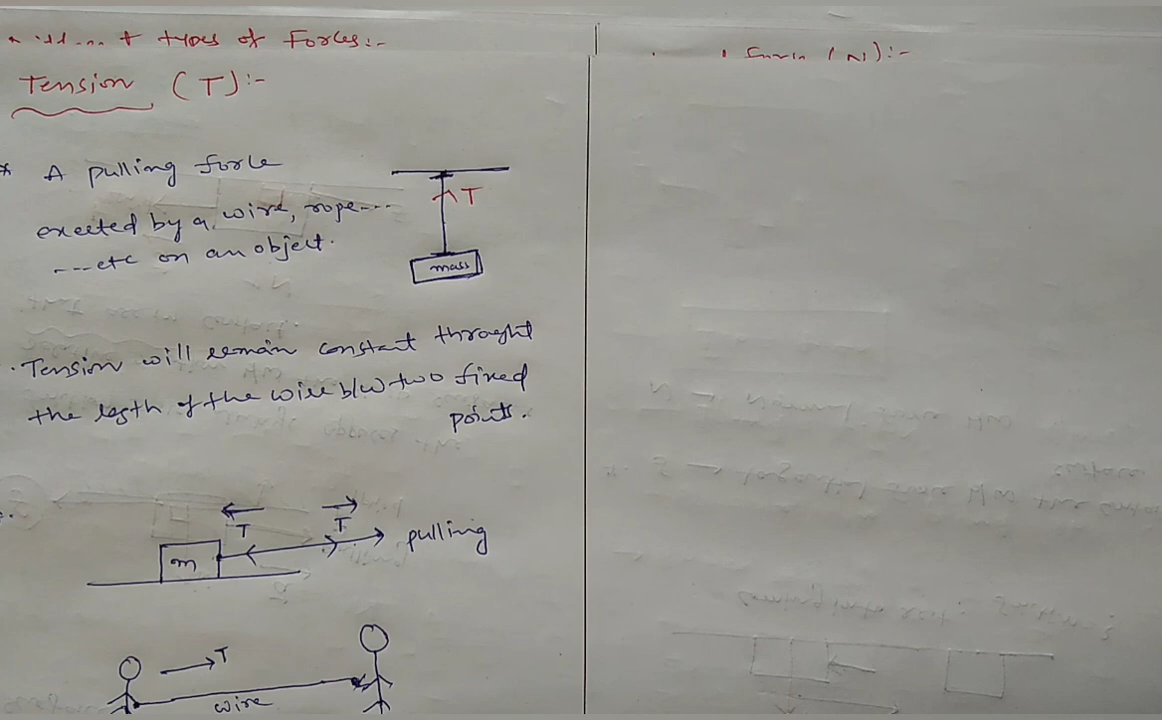 types of Forces:-
Tension (T):-
* A pulling force
exerted by a wire, rope---
---etc on an object.
T
mass
. Tension will remain constant throught
the legth of the wire b/w two fixed
points.
T T pulling
m
T
wire
(N):-